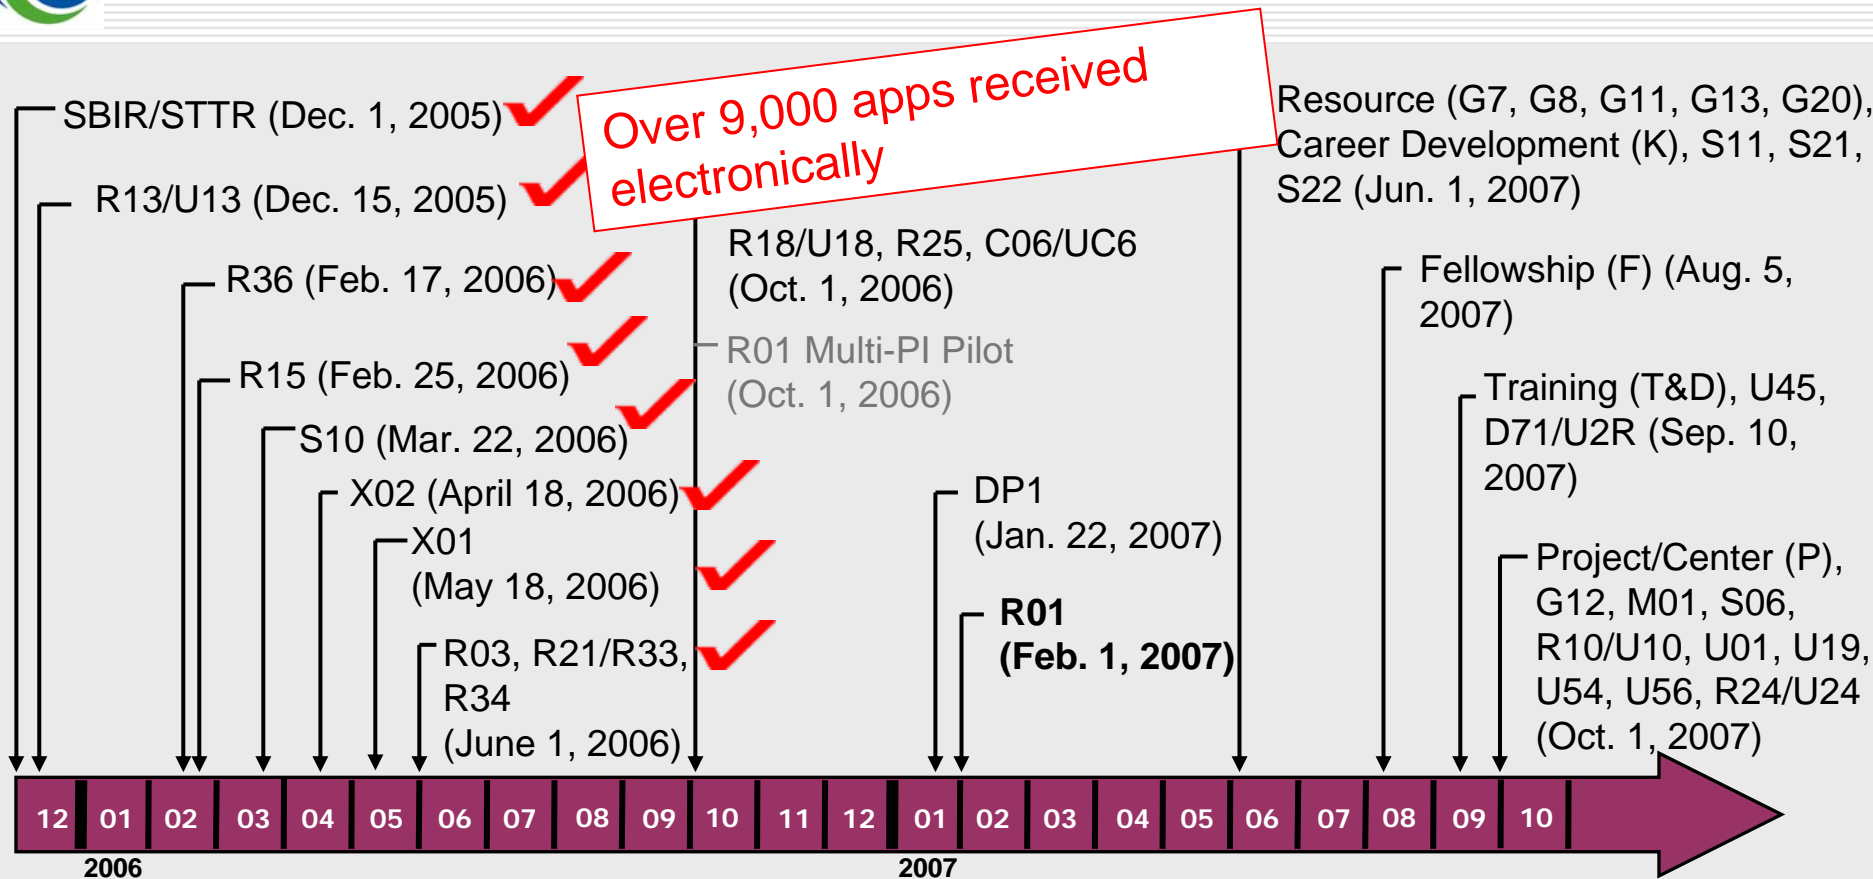 Over 9,000 apps received
electronically
SBIR/STTR (Dec. 1, 2005)
R13/U13 (Dec. 15, 2005)
R36 (Feb. 17, 2006)
R15 (Feb. 25, 2006)
S10 (Mar. 22, 2006)
X02 (April 18, 2006)
X01
(May 18, 2006)
R03, R21/R33,
R34
(June 1, 2006)
R18/U18, R25, C06/UC6
(Oct. 1, 2006)
R01 Multi-PI Pilot
(Oct. 1, 2006)
DP1
(Jan. 22, 2007)
R01
(Feb. 1, 2007)
Resource (G7, G8, G11, G13, G20),
Career Development (K), S11, S21,
S22 (Jun. 1, 2007)
Fellowship (F) (Aug. 5,
2007)
Training (T&D), U45,
D71/U2R (Sep. 10,
2007)
Project/Center (P),
G12, M01, S06,
R10/U10, U01, U19,
U54, U56, R24/U24
(Oct. 1, 2007)
12 01 02 03 04 05 06 07 08 09 10 11 12 01 02 03 04 05 06 07 08 09 10
2006 2007